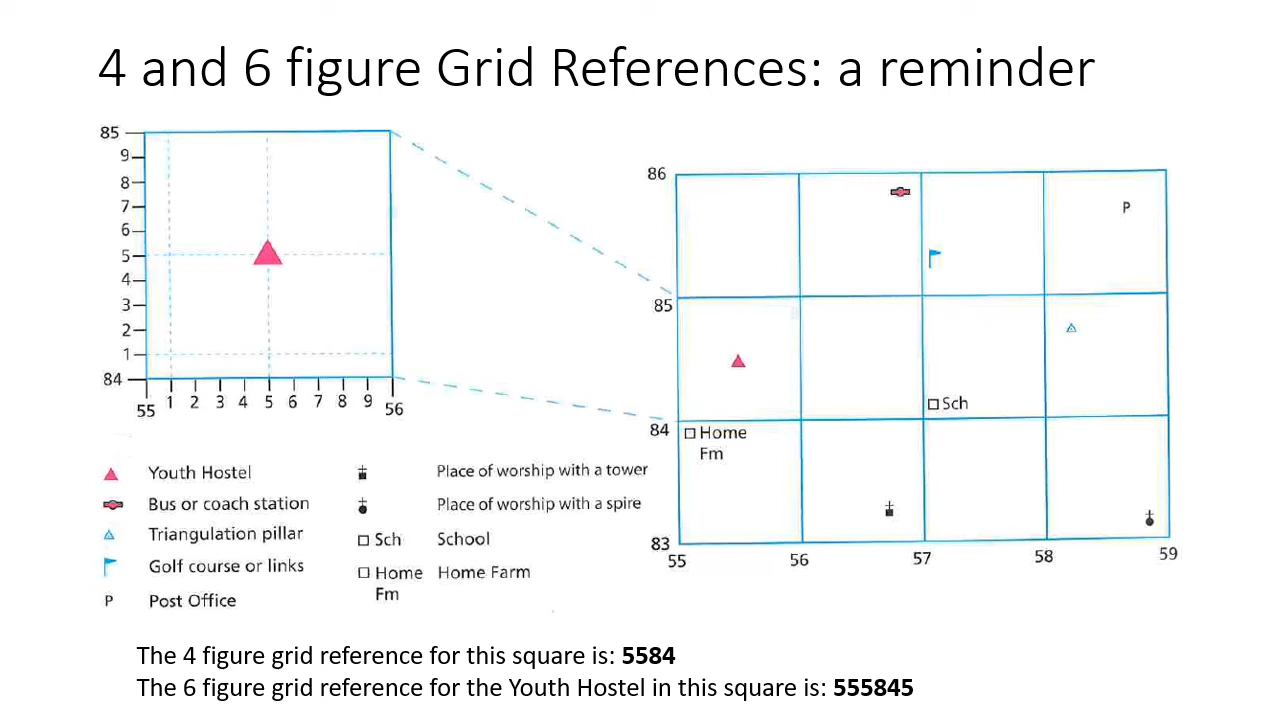 4 and 6 figure Grid References: a reminder
85
9
8
7
6
5
4
3
2
1
84
55 1 2 3 4 5 6 7 8 9 56
86
P
85
Sch
84
Home
Fm
83
55 56 57 58 59
Youth Hostel
Bus or coach station
Triangulation pillar
Golf course or links
P Post Office
Place of worship with a tower
Place of worship with a spire
Sch School
Home Home Farm
Fm
The 4 figure grid reference for this square is: 5584
The 6 figure grid reference for the Youth Hostel in this square is: 555845